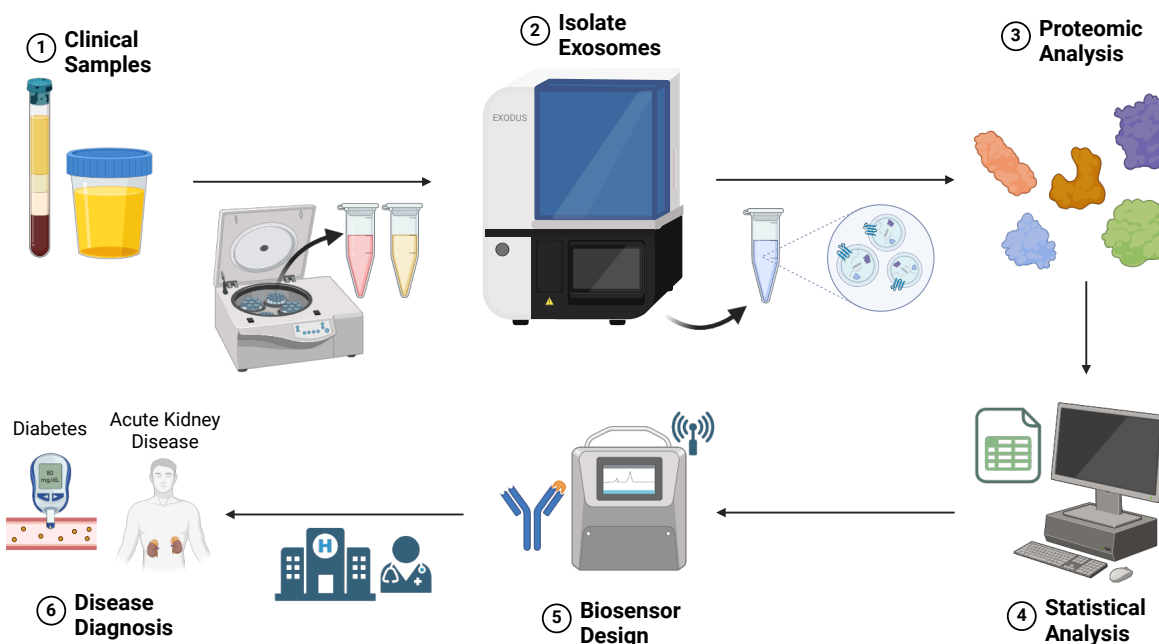 1 Clinical
Samples
2 Isolate
Exosomes
3 Proteomic
Analysis
EXODUS
Diabetes
Acute Kidney
Disease
80
mg/dL
H
6 Disease
Diagnosis
5 Biosensor
Design
4 Statistical
Analysis